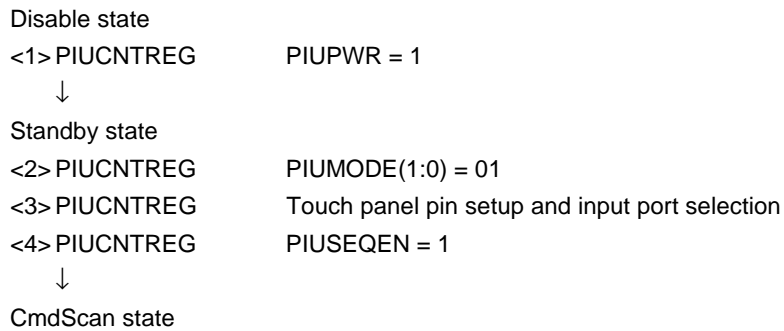 Disable state
<1> PIUCNTREG PIUPWR = 1
↓
Standby state
<2> PIUCNTREG PIUMODE(1:0) = 01
<3> PIUCNTREG Touch panel pin setup and input port selection
<4> PIUCNTREG PIUSEQEN = 1
↓
CmdScan state